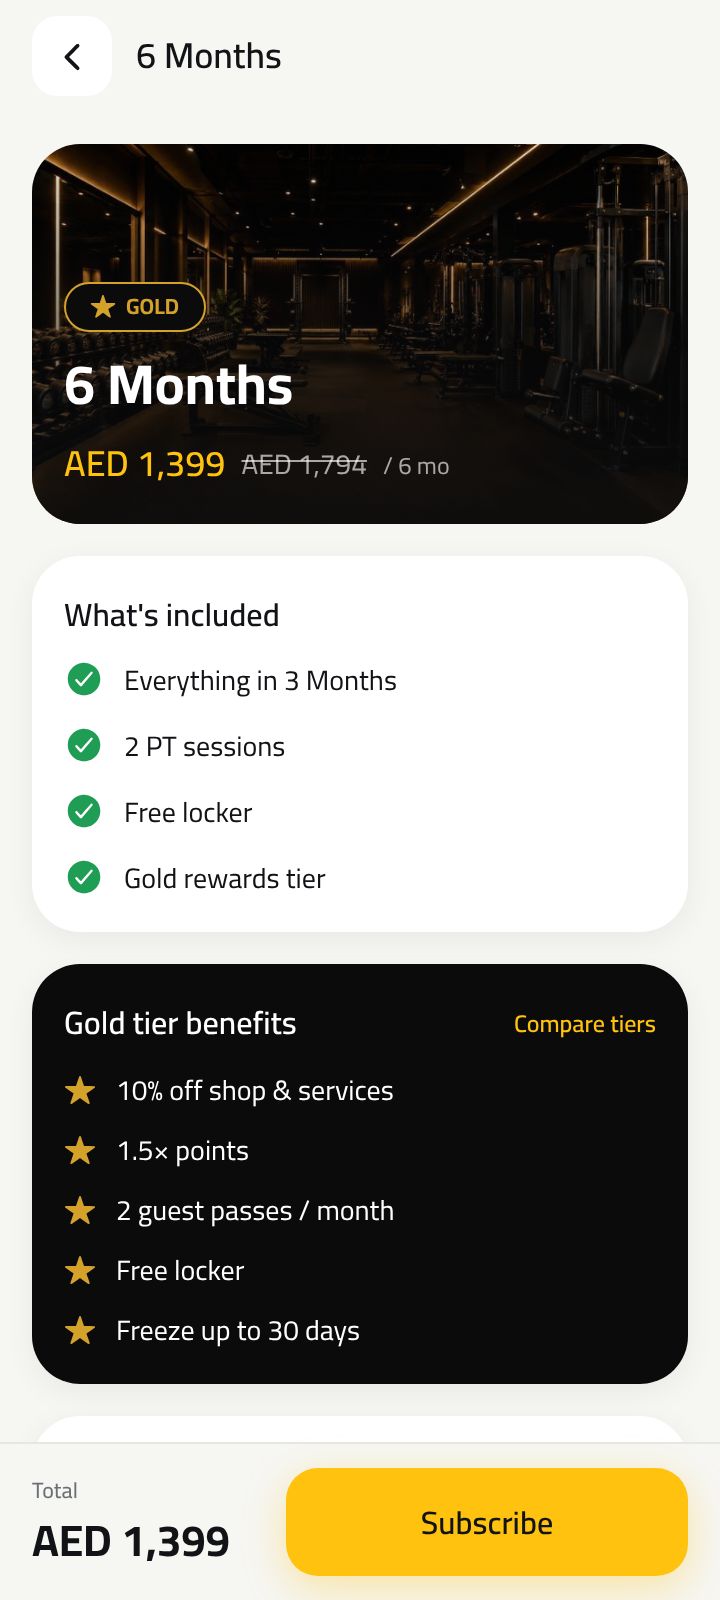 6 Months
GOLD
6 Months
AED 1,399 AED 1,794 / 6 mo
What's included
Everything in 3 Months
2 PT sessions
Free locker
Gold rewards tier
Gold tier benefits Compare tiers
10% off shop & services
1.5× points
2 guest passes / month
Free locker
Freeze up to 30 days
Total
AED 1,399
Subscribe